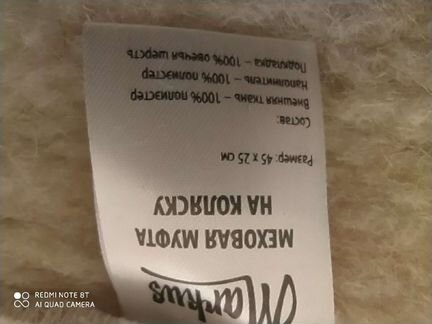 Markus
МЕХОВАЯ МУФТА
НА КОЛЯСКУ
Размер: 45 x 25 см
Состав:
Внешняя ткань – 100% полиэстер
Наполнитель – 100% полиэстер
Подкладка – 100% овечья шерсть
REDMI NOTE 8T
AI QUAD CAMERA